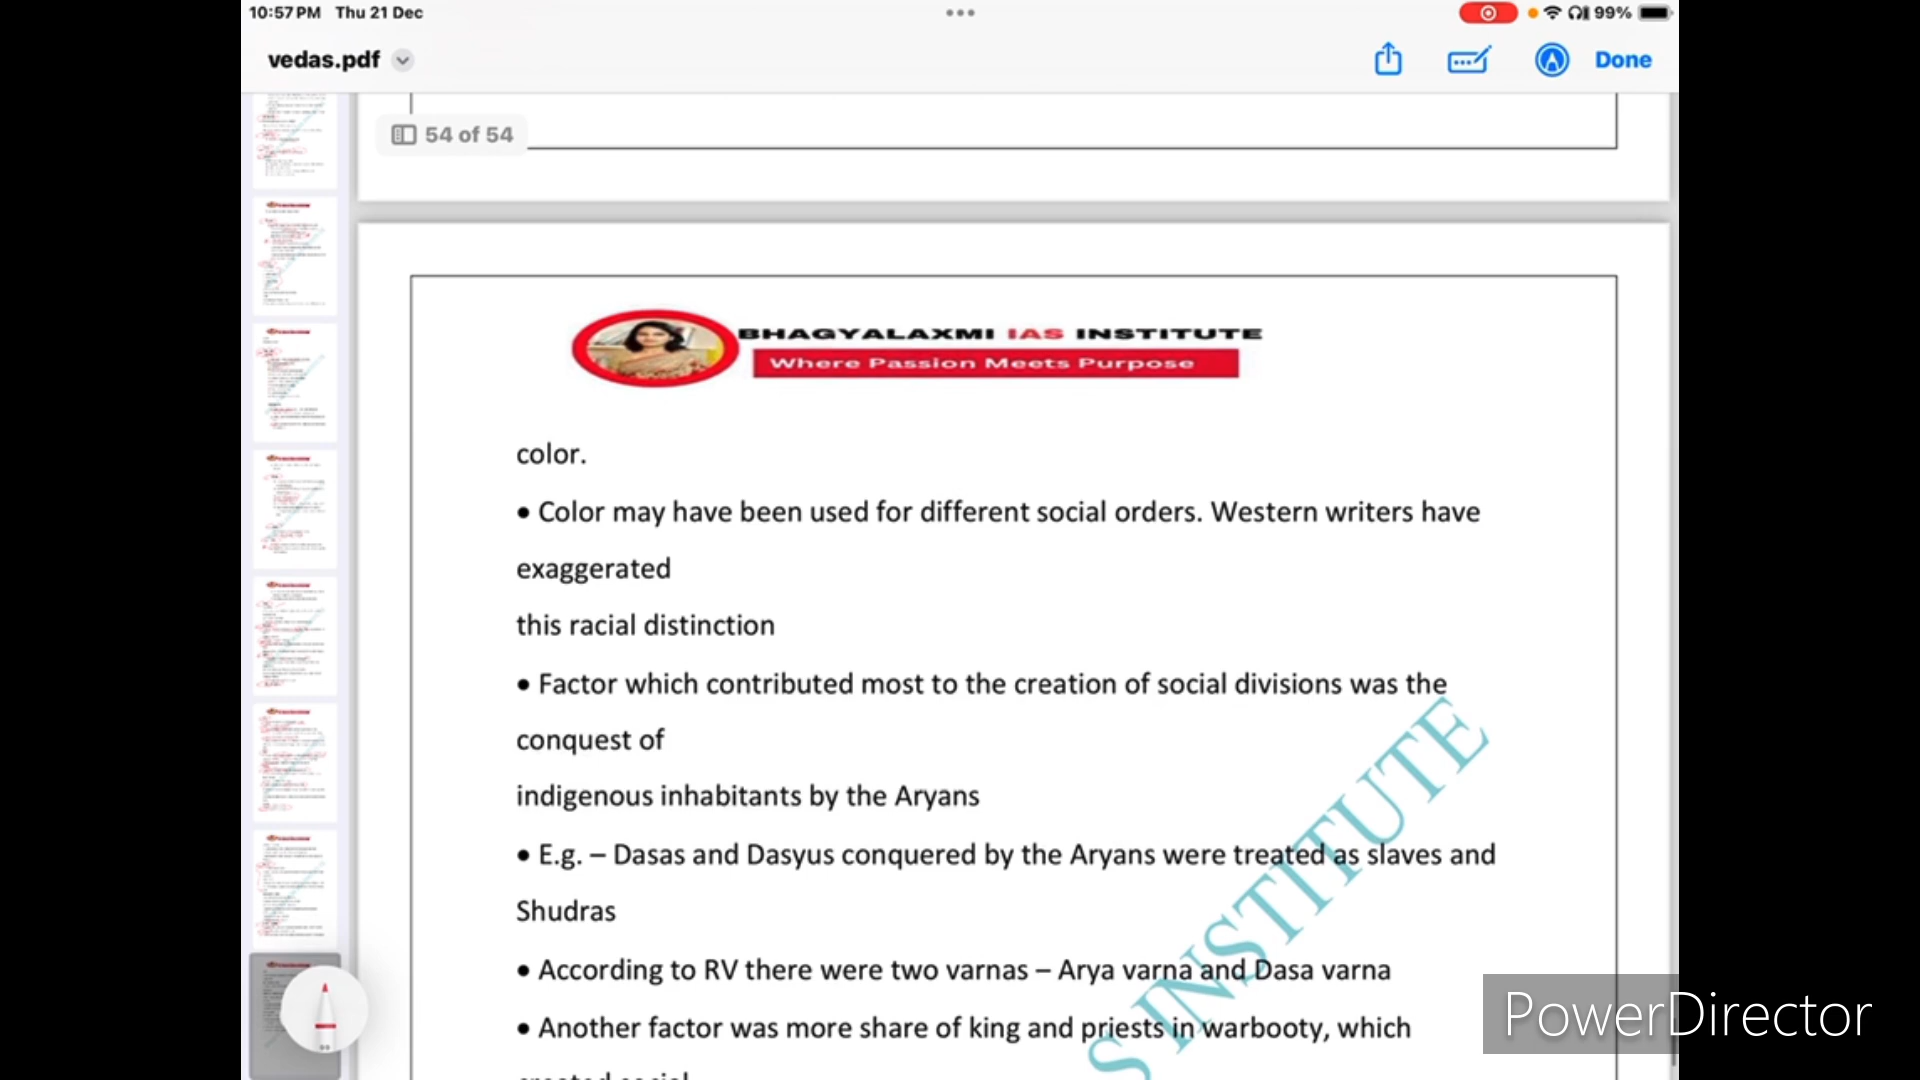 10:57 PM Thu 21 Dec
99%
vedas.pdf
Done
54 of 54
BHAGYALAXMI IAS INSTITUTE
Where Passion Meets Purpose
color.
• Color may have been used for different social orders. Western writers have
exaggerated
this racial distinction
• Factor which contributed most to the creation of social divisions was the
conquest of
indigenous inhabitants by the Aryans
• E.g. – Dasas and Dasyus conquered by the Aryans were treated as slaves and
Shudras
• According to RV there were two varnas – Arya varna and Dasa varna
• Another factor was more share of king and priests in warbooty, which
S INSTITUTE
PowerDirector